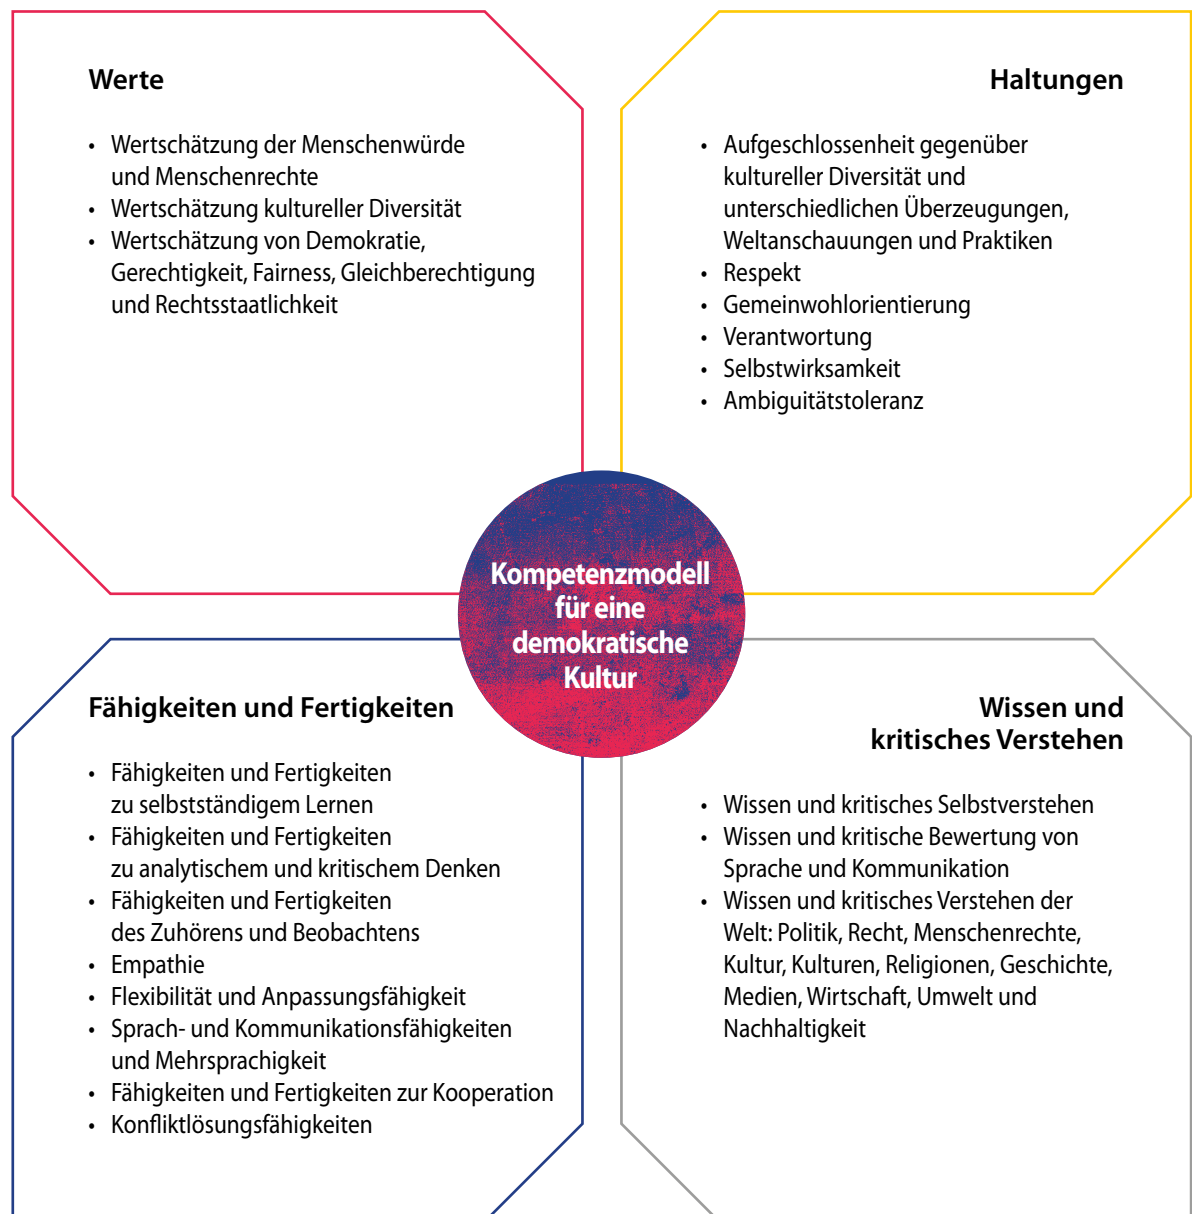 Werte
• Wertschätzung der Menschenwürde
und Menschenrechte
• Wertschätzung kultureller Diversität
• Wertschätzung von Demokratie,
Gerechtigkeit, Fairness, Gleichberechtigung
und Rechtsstaatlichkeit
Haltungen
• Aufgeschlossenheit gegenüber
kultureller Diversität und
unterschiedlichen Überzeugungen,
Weltanschauungen und Praktiken
• Respekt
• Gemeinwohlorientierung
• Verantwortung
• Selbstwirksamkeit
• Ambiguitätstoleranz
Kompetenzmodell
für eine
demokratische
Kultur
Fähigkeiten und Fertigkeiten
• Fähigkeiten und Fertigkeiten
zu selbstständigem Lernen
• Fähigkeiten und Fertigkeiten
zu analytischem und kritischem Denken
• Fähigkeiten und Fertigkeiten
des Zuhörens und Beobachtens
• Empathie
• Flexibilität und Anpassungsfähigkeit
• Sprach- und Kommunikationsfähigkeiten
und Mehrsprachigkeit
• Fähigkeiten und Fertigkeiten zur Kooperation
• Konfliktlösungsfähigkeiten
Wissen und
kritisches Verstehen
• Wissen und kritisches Selbstverstehen
• Wissen und kritische Bewertung von
Sprache und Kommunikation
• Wissen und kritisches Verstehen der
Welt: Politik, Recht, Menschenrechte,
Kultur, Kulturen, Religionen, Geschichte,
Medien, Wirtschaft, Umwelt und
Nachhaltigkeit